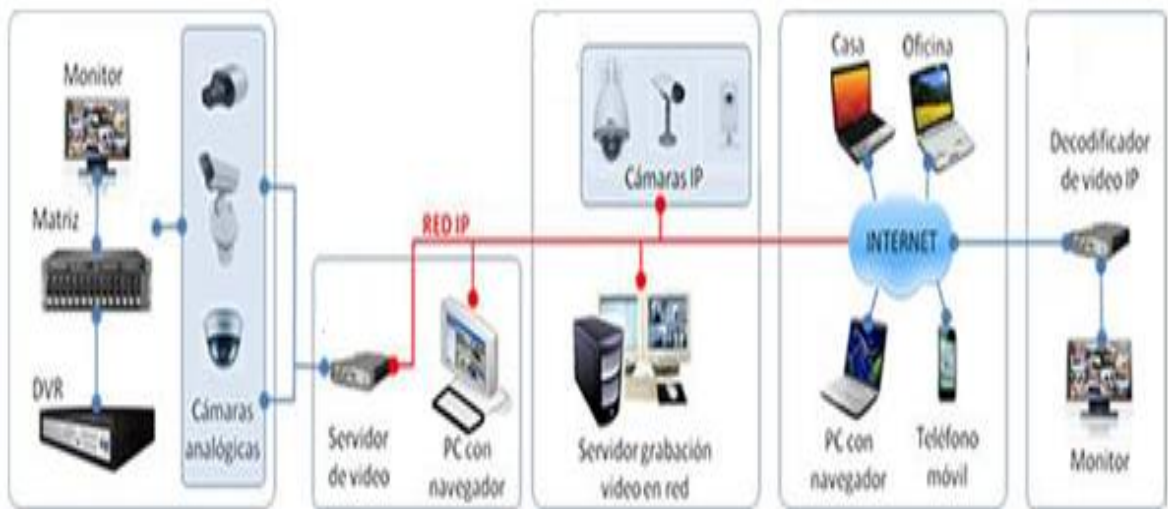 Monitor
Matriz
DVR
Cámaras
analógicas
RED IP
Servidor
de video
PC con
navegador
Cámaras IP
Servidor grabación
video en red
Casa
Oficina
INTERNET
PC con
navegador
Teléfono
móvil
Decodificador
de video IP
Monitor